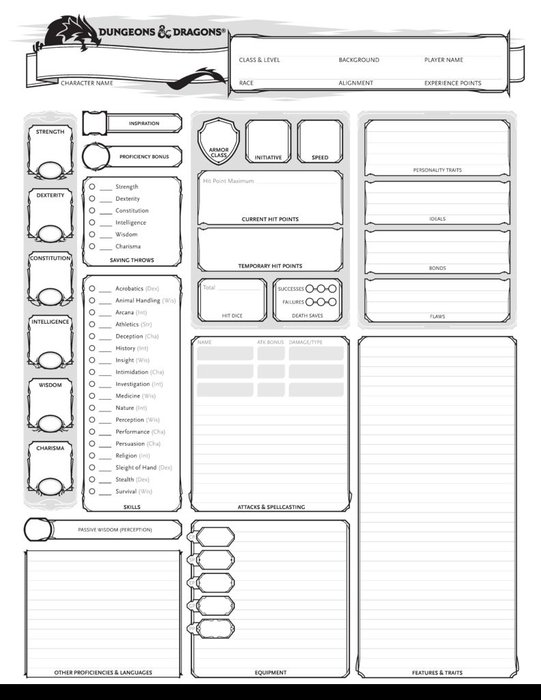 DUNGEONS & DRAGONS®
CLASS & LEVEL BACKGROUND PLAYER NAME
CHARACTER NAME
RACE ALIGNMENT EXPERIENCE POINTS
STRENGTH
DEXTERITY
CONSTITUTION
INTELLIGENCE
WISDOM
CHARISMA
INSPIRATION
PROFICIENCY BONUS
Strength
Dexterity
Constitution
Intelligence
Wisdom
Charisma
SAVING THROWS
Acrobatics (Dex)
Animal Handling (Wis)
Arcana (Int)
Athletics (Str)
Deception (Cha)
History (Int)
Insight (Wis)
Intimidation (Cha)
Investigation (Int)
Medicine (Wis)
Nature (Int)
Perception (Wis)
Performance (Cha)
Persuasion (Cha)
Religion (Int)
Sleight of Hand (Dex)
Stealth (Dex)
Survival (Wis)
SKILLS
PASSIVE WISDOM (PERCEPTION)
OTHER PROFICIENCIES & LANGUAGES
ARMOR
CLASS
INITIATIVE
SPEED
Hit Point Maximum
CURRENT HIT POINTS
TEMPORARY HIT POINTS
Total
HIT DICE
SUCCESSES
FAILURES
DEATH SAVES
NAME ATK BONUS DAMAGE/TYPE
ATTACKS & SPELLCASTING
EQUIPMENT
PERSONALITY TRAITS
IDEALS
BONDS
FLAWS
FEATURES & TRAITS